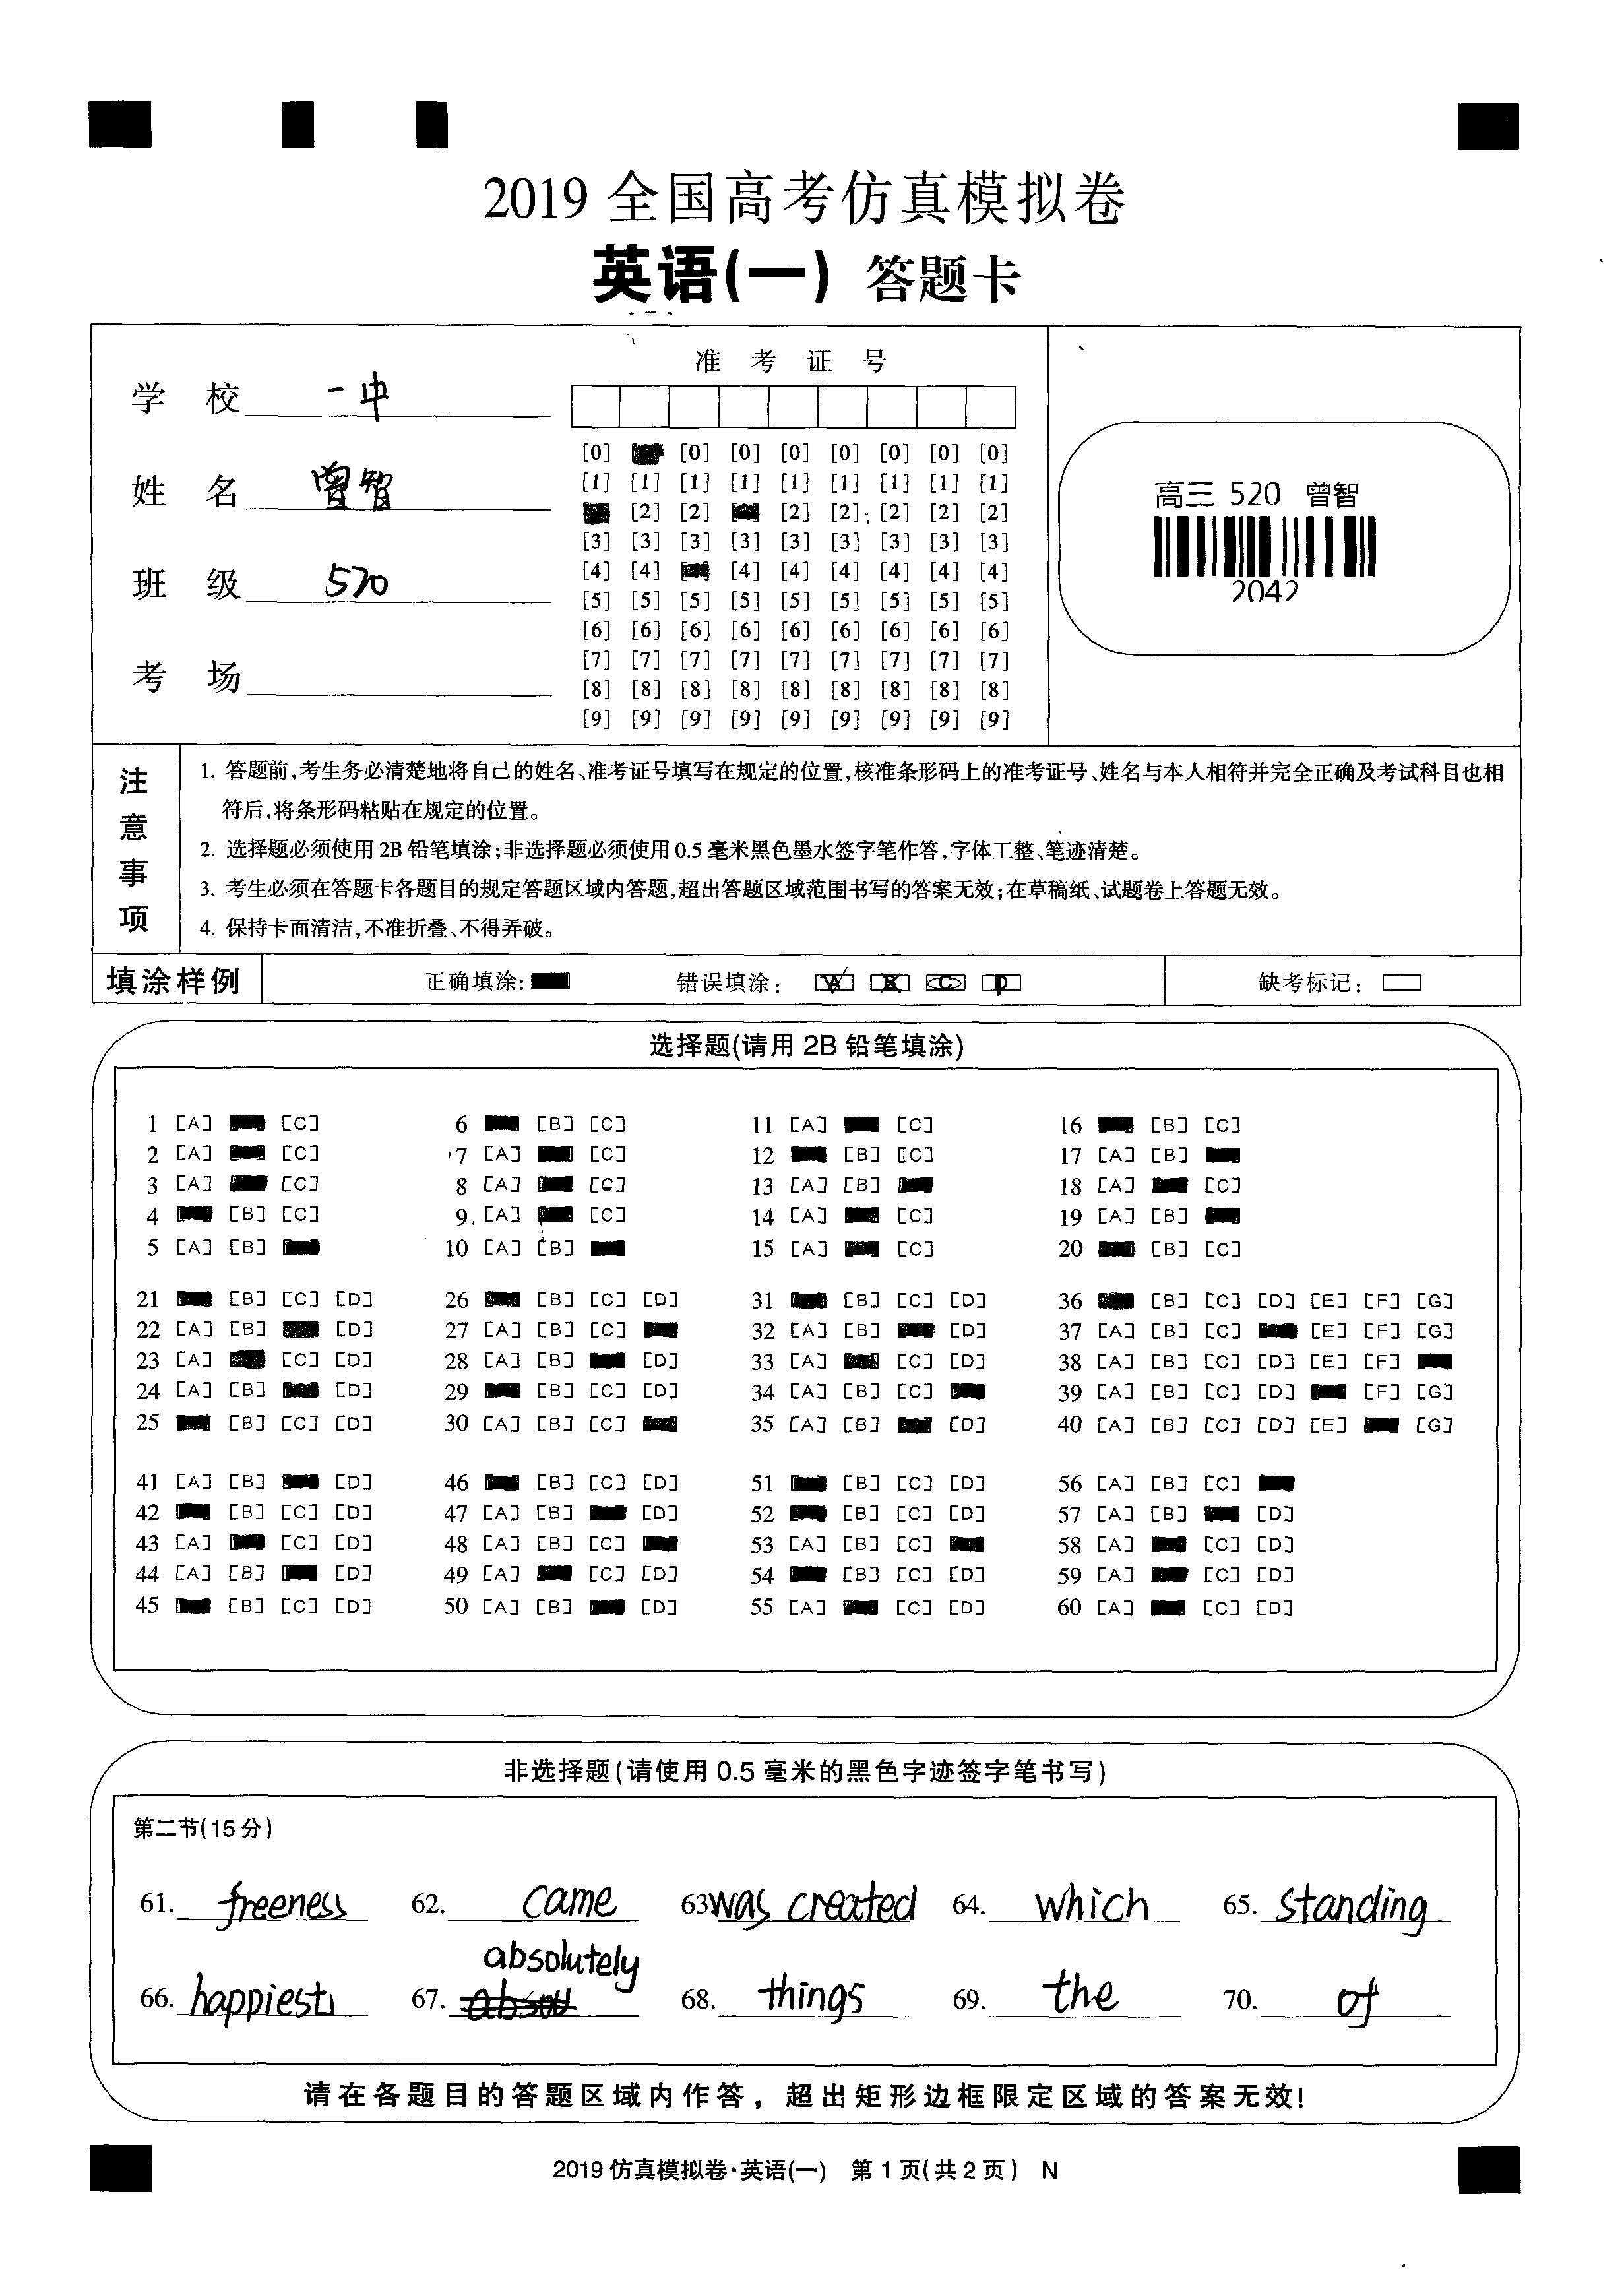 2019 全国高考仿真模拟卷
英语(一) 答题卡
学 校 一中
姓 名 曾智
班 级 520
考 场
准 考 证 号
[0] [0] [0] [0] [0] [0] [0] [0]
[1] [1] [1] [1] [1] [1] [1] [1] [1]
[2] [2] [2] [2] [2] [2] [2]
[3] [3] [3] [3] [3] [3] [3] [3] [3]
[4] [4] [4] [4] [4] [4] [4] [4]
[5] [5] [5] [5] [5] [5] [5] [5] [5]
[6] [6] [6] [6] [6] [6] [6] [6] [6]
[7] [7] [7] [7] [7] [7] [7] [7] [7]
[8] [8] [8] [8] [8] [8] [8] [8] [8]
[9] [9] [9] [9] [9] [9] [9] [9] [9]
高三 520 曾智
2042
注意事项
1. 答题前,考生务必清楚地将自己的姓名、准考证号填写在规定的位置,核准条形码上的准考证号、姓名与本人相符并完全正确及考试科目也相
符后,将条形码粘贴在规定的位置。
2. 选择题必须使用2B铅笔填涂;非选择题必须使用0.5毫米黑色墨水签字笔作答,字体工整、笔迹清楚。
3. 考生必须在答题卡各题目的规定答题区域内答题,超出答题区域范围书写的答案无效;在草稿纸、试题卷上答题无效。
4. 保持卡面清洁,不准折叠、不得弄破。
填涂样例 正确填涂: 错误填涂: A B C D 缺考标记:
选择题(请用 2B 铅笔填涂)
1 [A] [C] 6 [B] [C] 11 [A] [C] 16 [B] [C]
2 [A] [C] 7 [A] [C] 12 [B] [C] 17 [A] [B]
3 [A] [C] 8 [A] [C] 13 [A] [B] 18 [A] [C]
4 [B] [C] 9 [A] [C] 14 [A] [C] 19 [A] [B]
5 [A] [B] 10 [A] [B] 15 [A] [C] 20 [B] [C]
21 [B] [C] [D] 26 [B] [C] [D] 31 [B] [C] [D] 36 [B] [C] [D] [E] [F] [G]
22 [A] [B] [D] 27 [A] [B] [C] 32 [A] [B] [D] 37 [A] [B] [C] [E] [F] [G]
23 [A] [C] [D] 28 [A] [B] [D] 33 [A] [C] [D] 38 [A] [B] [C] [D] [E] [F]
24 [A] [B] [D] 29 [B] [C] [D] 34 [A] [B] [C] 39 [A] [B] [C] [D] [F] [G]
25 [B] [C] [D] 30 [A] [B] [C] 35 [A] [B] [D] 40 [A] [B] [C] [D] [E] [G]
41 [A] [B] [D] 46 [B] [C] [D] 51 [B] [C] [D] 56 [A] [B] [C]
42 [B] [C] [D] 47 [A] [B] [D] 52 [B] [C] [D] 57 [A] [B] [D]
43 [A] [C] [D] 48 [A] [B] [C] 53 [A] [B] [C] 58 [A] [C] [D]
44 [A] [B] [D] 49 [A] [C] [D] 54 [B] [C] [D] 59 [A] [C] [D]
45 [B] [C] [D] 50 [A] [B] [D] 55 [A] [C] [D] 60 [A] [C] [D]
非选择题(请使用 0.5 毫米的黑色字迹签字笔书写)
第二节(15 分)
61. freeness 62. came 63. was created 64. which 65. standing
66. happiest 67. absolutely 68. things 69. the 70. of
请在各题目的答题区域内作答，超出矩形边框限定区域的答案无效!
2019 仿真模拟卷·英语(一) 第 1 页(共 2 页) N